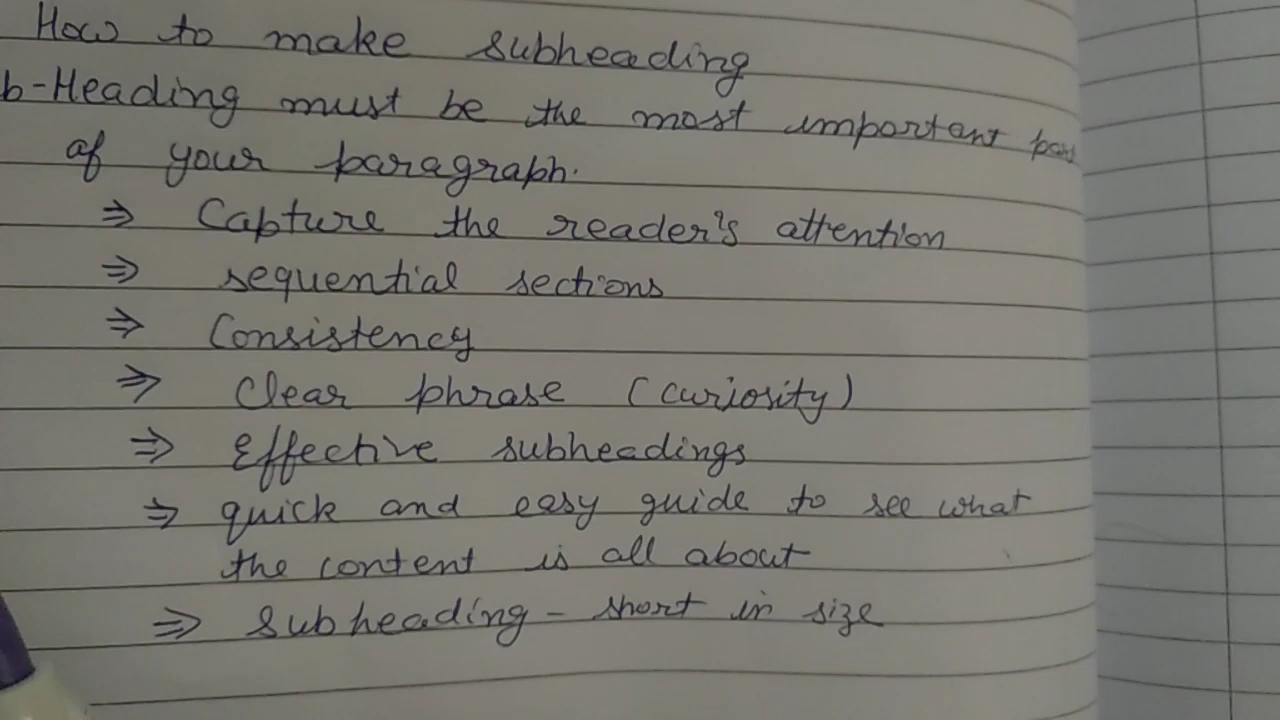 How to make subheading
b-Heading must be the most important
of your paragraph.
⇒ Capture the reader's attention
⇒ sequential sections
⇒ Consistency
⇒ Clear phrase (curiosity)
⇒ Effective subheadings
⇒ quick and easy guide to see what
the content is all about
⇒ Subheading - short in size